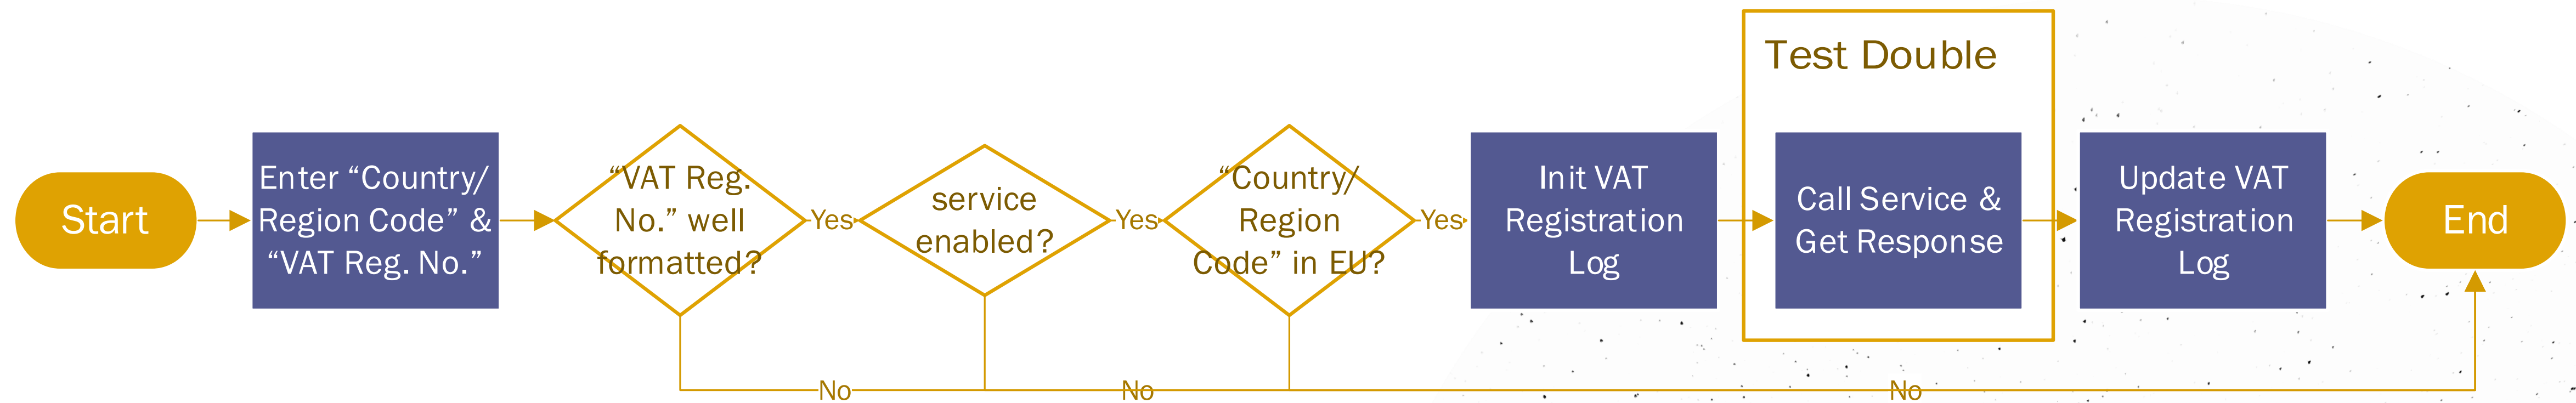 Test Double
Start
Enter “Country/
Region Code” &
“VAT Reg. No.”
“VAT Reg.
No.” well
formatted?
Yes
service
enabled?
Yes
“Country/
Region
Code” in EU?
Yes
Init VAT
Registration
Log
Call Service &
Get Response
Update VAT
Registration
Log
End
No
No
No